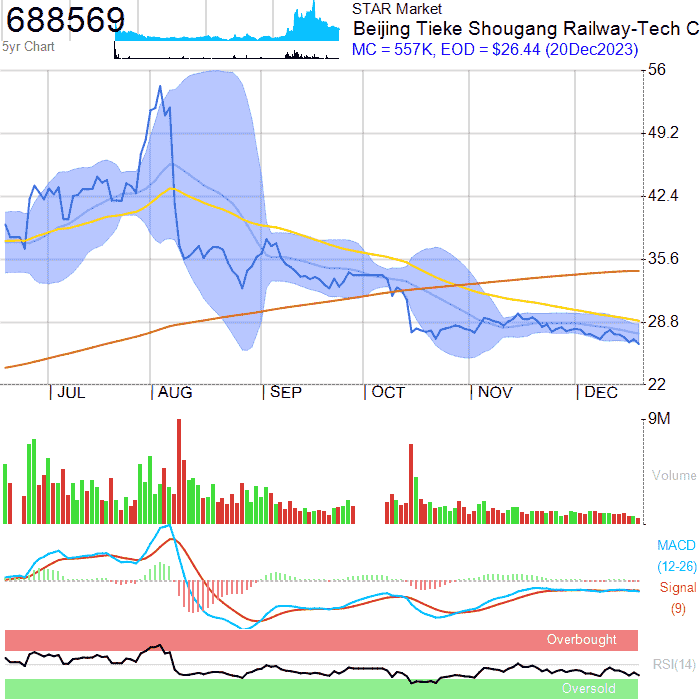 688569
5yr Chart
STAR Market
Beijing Tieke Shougang Railway-Tech C
MC = 557K, EOD = $26.44 (20Dec2023)
56
49.2
42.4
35.6
28.8
22
JUL AUG SEP OCT NOV DEC
9M
Volume
MACD
(12-26)
Signal
(9)
Overbought
RSI(14)
Oversold